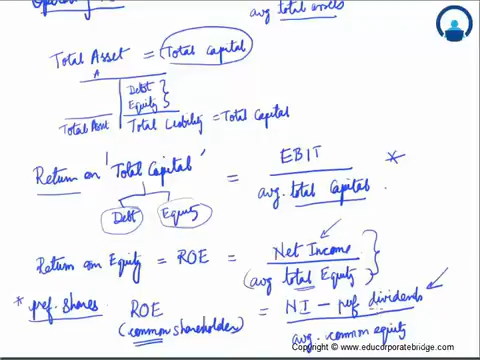 avg total assets
Total Asset = Total Capital
A
Debt
Equity
Total Asset Total Liability = Total Capital
Return on 'Total Capital' = EBIT *
avg. total Capital.
Debt Equity
Return on Equity = ROE = Net Income
(avg total Equity)
* pref. shares ROE = NI - pref dividends
(common shareholder) avg. common equity
Copyright © www.educorporatebridge.com